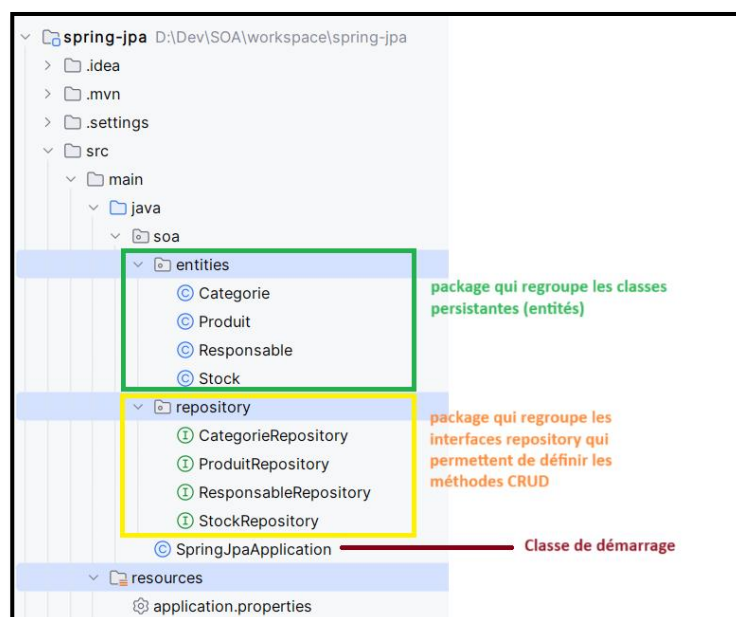 spring-jpa D:\Dev\SOA\workspace\spring-jpa
.idea
.mvn
.settings
src
main
java
soa
entities
Categorie
Produit
Responsable
Stock
package qui regroupe les classes
persistantes (entités)
repository
CategorieRepository
ProduitRepository
ResponsableRepository
StockRepository
package qui regroupe les
interfaces repository qui
permettent de définir les
méthodes CRUD
SpringJpaApplication
Classe de démarrage
resources
application.properties